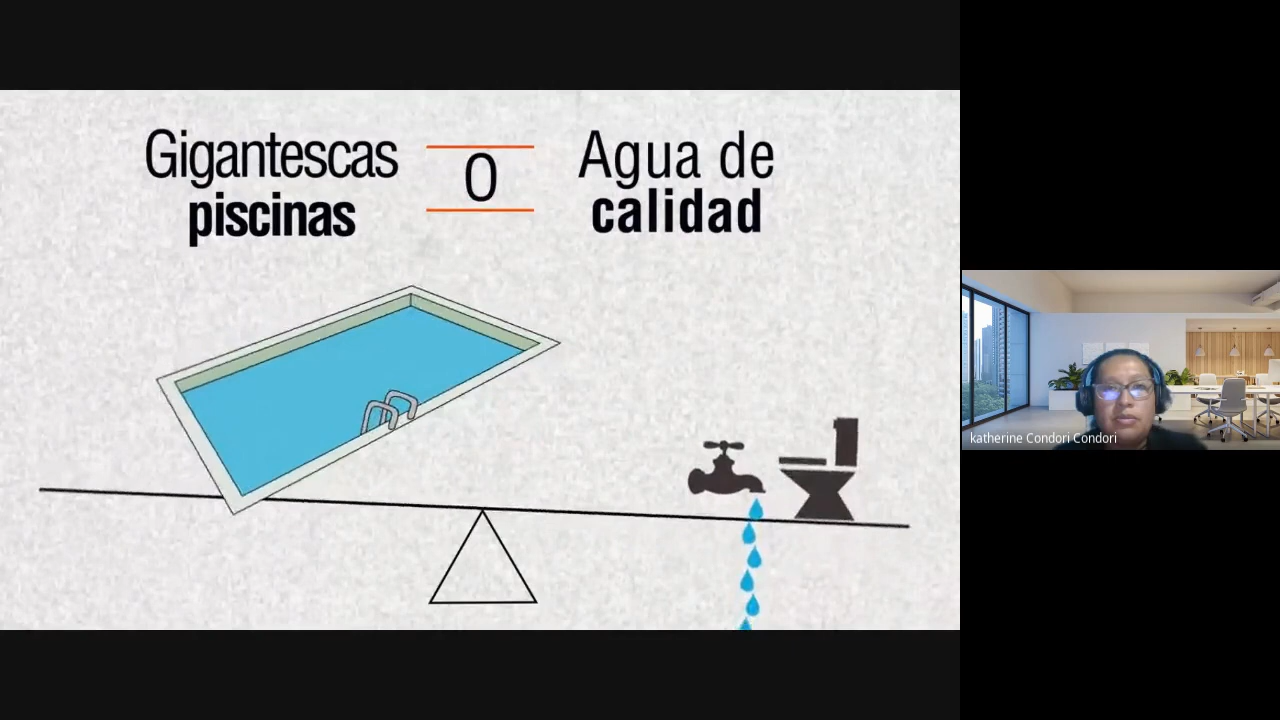 Gigantescas
piscinas
O
Agua de
calidad
katherine Condori Condori